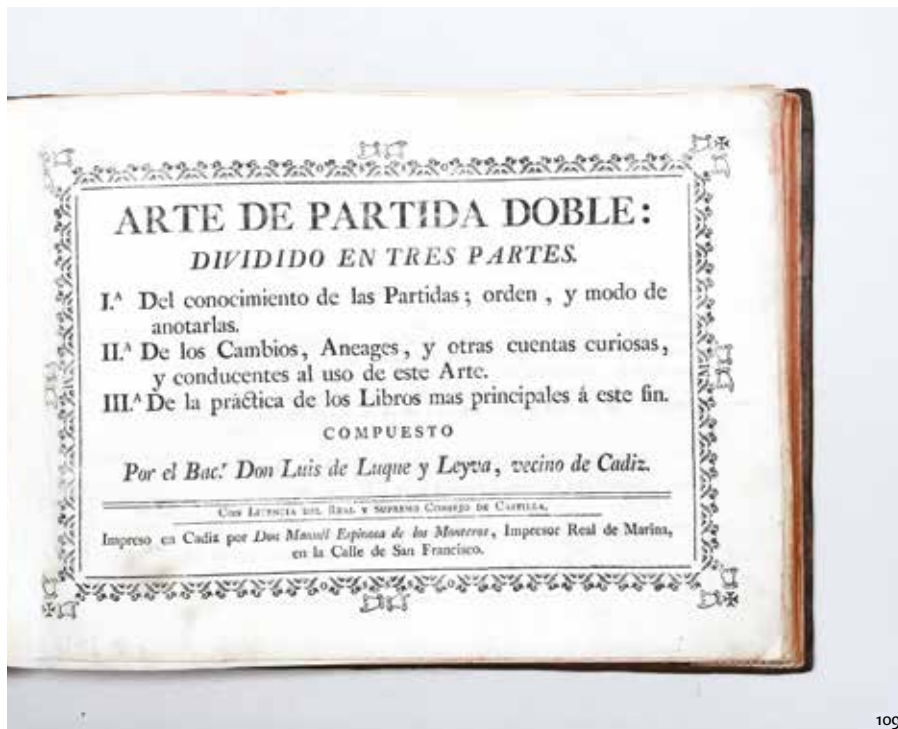 ARTE DE PARTIDA DOBLE:
DIVIDIDO EN TRES PARTES.
I.ᴬ Del conocimiento de las Partidas; orden, y modo de
anotarlas.
II.ᴬ De los Cambios, Aneages, y otras cuentas curiosas,
y conducentes al uso de este Arte.
III.ᴬ De la práctica de los Libros mas principales á este fin.
COMPUESTO
Por el Bac.ʳ Don Luis de Luque y Leyva, vecino de Cadiz.
CON LICENCIA DEL REAL Y SUPREMO CONSEJO DE CASTILLA,
Impreso en Cadiz por Don Manuél Espinosa de los Monteros, Impresor Real de Marina,
en la Calle de San Francisco.
109